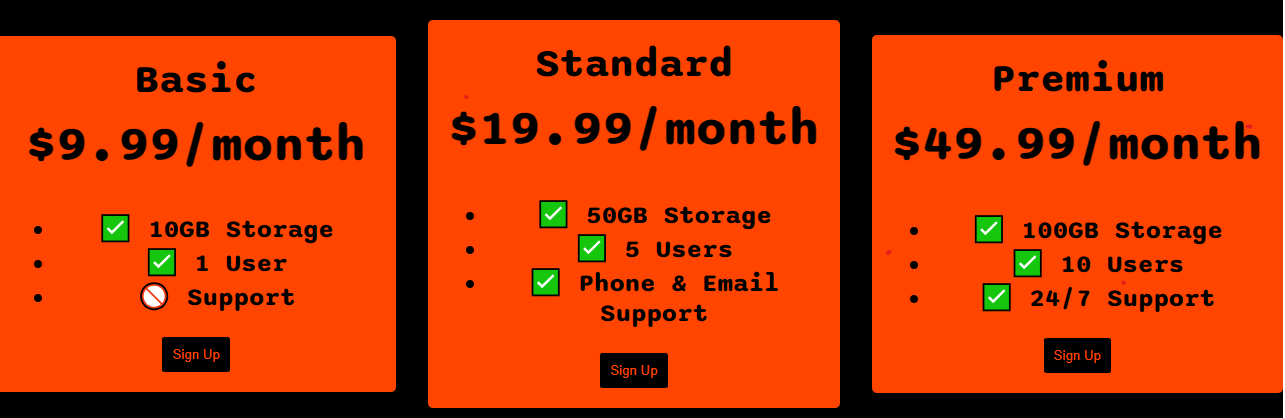 Basic
$9.99/month
• ✅ 10GB Storage
• ✅ 1 User
• 🚫 Support
Sign Up
Standard
$19.99/month
• ✅ 50GB Storage
• ✅ 5 Users
• ✅ Phone & Email
Support
Sign Up
Premium
$49.99/month
• ✅ 100GB Storage
• ✅ 10 Users
• ✅ 24/7 Support
Sign Up